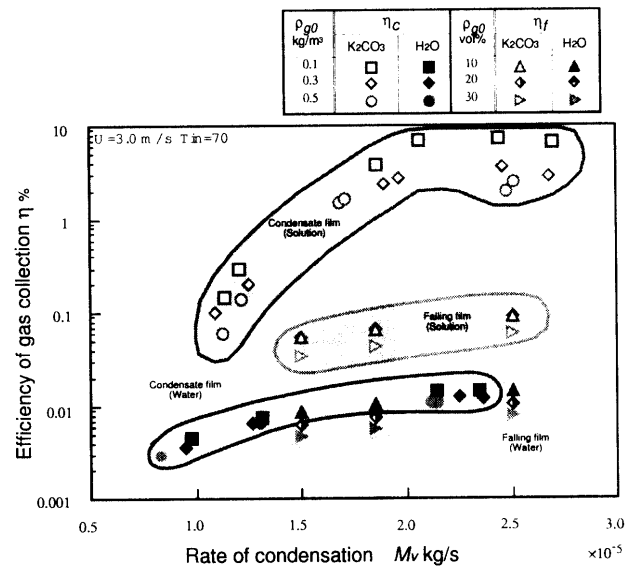 ρg0 ηc ρg0 ηf
kg/m³ K2CO3 H2O vol% K2CO3 H2O
0.1 10
0.3 20
0.5 30
U=3.0 m/s Tin=70
10
1
0.1
0.01
0.001
Efficiency of gas collection η %
Condensate film
(Solution)
Falling film
(Solution)
Condensate film
(Water)
Falling film
(Water)
0.5 1.0 1.5 2.0 2.5 3.0
Rate of condensation Mv kg/s ×10⁻⁵